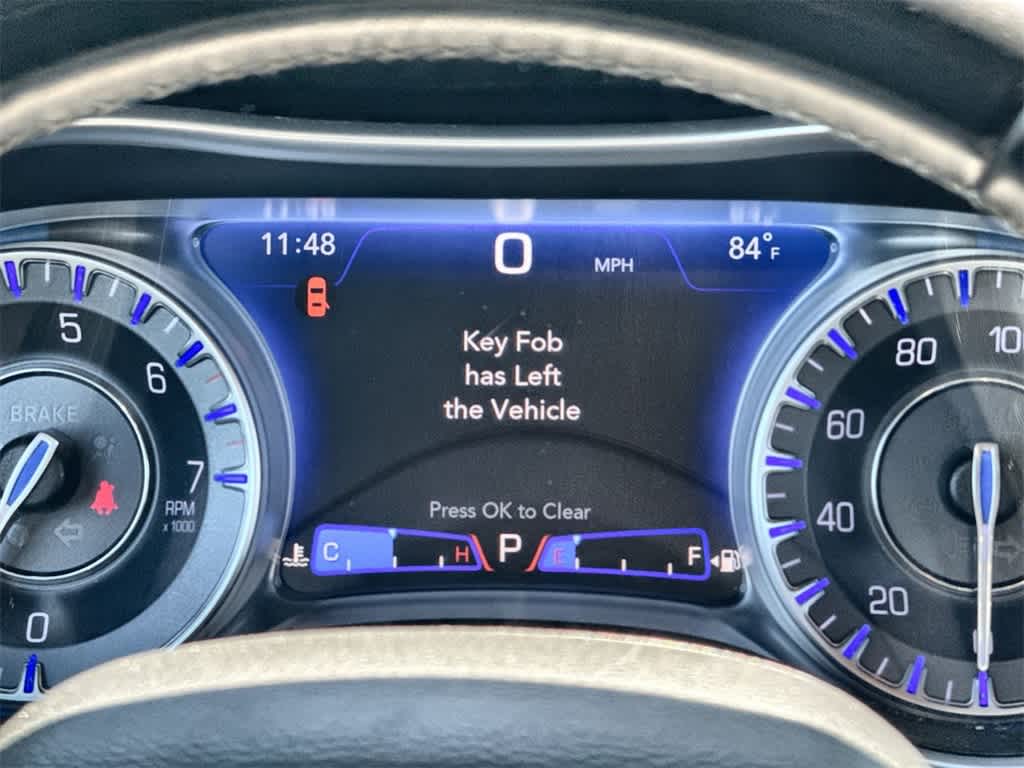 11:48
0
MPH
84°F
Key Fob
has Left
the Vehicle
Press OK to Clear
C
H
P
E
F
5
6
7
BRAKE
RPM
x 1000
0
100
80
60
40
20